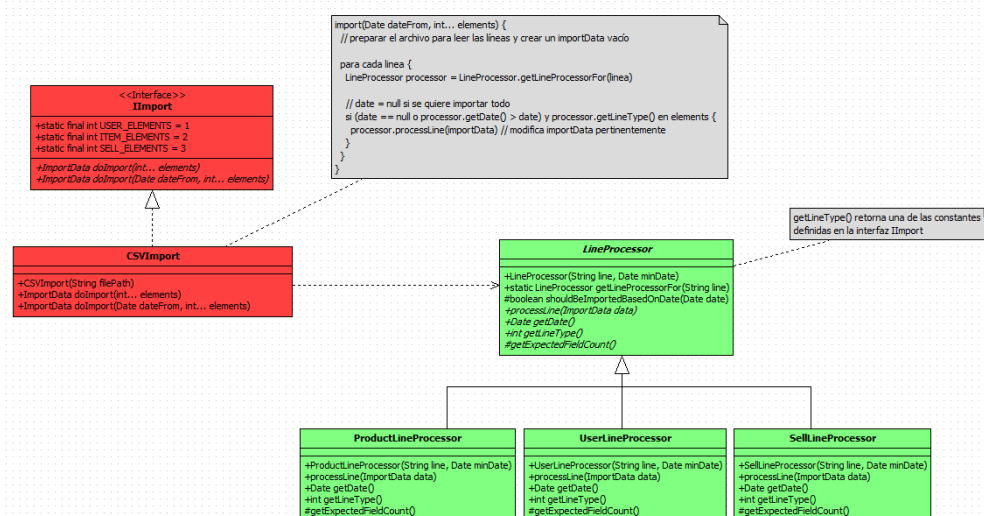 import(Date dateFrom, int... elements) {
// preparar el archivo para leer las líneas y crear un importData vacío
para cada linea {
LineProcessor processor = LineProcessor.getLineProcessorFor(linea)
// date = null si se quiere importar todo
si (date == null o processor.getDate() > date) y processor.getLineType() en elements {
processor.processLine(importData) // modifica importData pertinentemente
}
}
}
<<Interface>>
IImport
+static final int USER_ELEMENTS = 1
+static final int ITEM_ELEMENTS = 2
+static final int SELL_ELEMENTS = 3
+ImportData doImport(int... elements)
+ImportData doImport(Date dateFrom, int... elements)
getLineType() retorna una de las constantes
definidas en la interfaz IImport
CSVImport
+CSVImport(String filePath)
+ImportData doImport(int... elements)
+ImportData doImport(Date dateFrom, int... elements)
LineProcessor
+LineProcessor(String line, Date minDate)
+static LineProcessor getLineProcessorFor(String line)
#boolean shouldBeImportedBasedOnDate(Date date)
+processLine(ImportData data)
+Date getDate()
+int getLineType()
#getExpectedFieldCount()
ProductLineProcessor
+ProductLineProcessor(String line, Date minDate)
+processLine(ImportData data)
+Date getDate()
+int getLineType()
#getExpectedFieldCount()
UserLineProcessor
+UserLineProcessor(String line, Date minDate)
+processLine(ImportData data)
+Date getDate()
+int getLineType()
#getExpectedFieldCount()
SellLineProcessor
+SellLineProcessor(String line, Date minDate)
+processLine(ImportData data)
+Date getDate()
+int getLineType()
#getExpectedFieldCount()